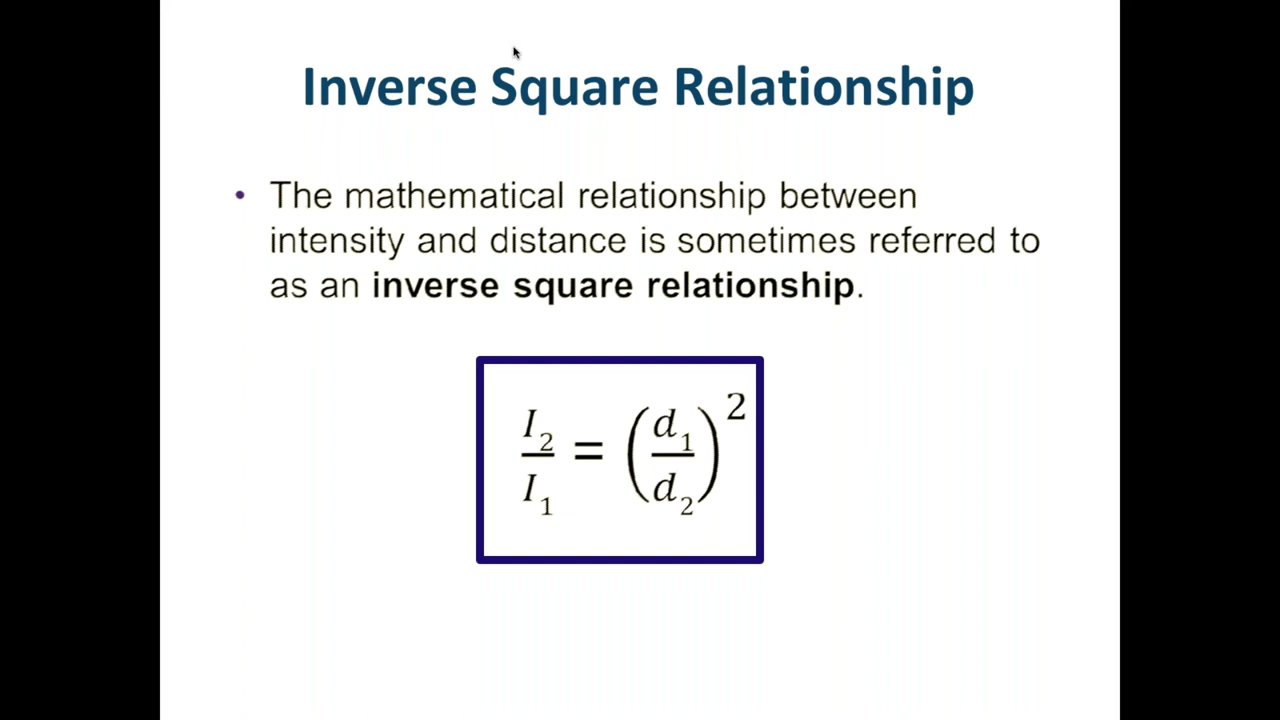 Inverse Square Relationship
• The mathematical relationship between
intensity and distance is sometimes referred to
as an inverse square relationship.
I₂/I₁ = (d₁/d₂)²